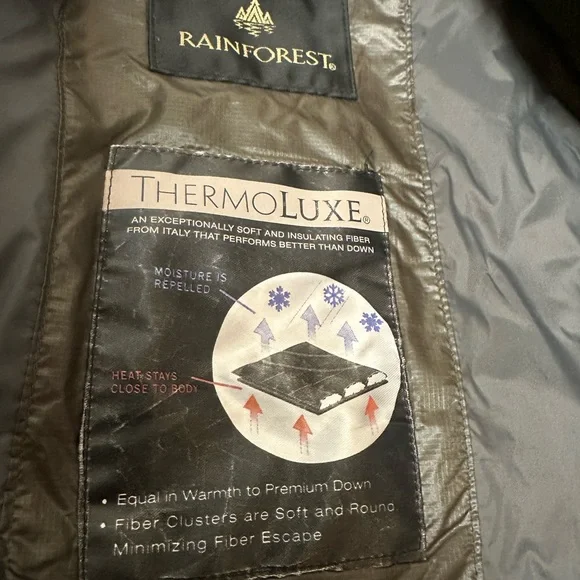 RAINFOREST®
THERMOLUXE®
AN EXCEPTIONALLY SOFT AND INSULATING FIBER
FROM ITALY THAT PERFORMS BETTER THAN DOWN
MOISTURE IS
REPELLED
HEAT STAYS
CLOSE TO BODY
• Equal in Warmth to Premium Down
• Fiber Clusters are Soft and Round
Minimizing Fiber Escape